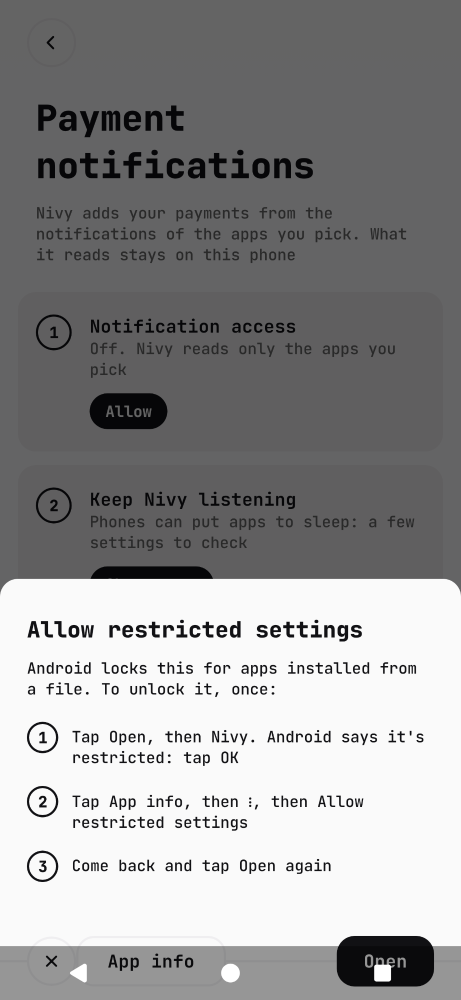 Payment
notifications
Nivy adds your payments from the
notifications of the apps you pick. What
it reads stays on this phone
1
Notification access
Off. Nivy reads only the apps you
pick
Allow
2
Keep Nivy listening
Phones can put apps to sleep: a few
settings to check
Allow restricted settings
Android locks this for apps installed from
a file. To unlock it, once:
1
Tap Open, then Nivy. Android says it's
restricted: tap OK
2
Tap App info, then ⋮, then Allow
restricted settings
3
Come back and tap Open again
App info
Open